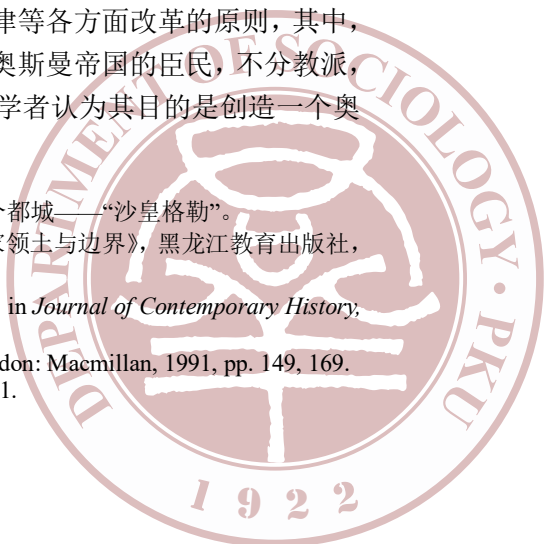 律等各方面改革的原则，其中，
奥斯曼帝国的臣民，不分教派，
学者认为其目的是创造一个奥
个都城——“沙皇格勒”。
家领土与边界》，黑龙江教育出版社，
in Journal of Contemporary History,
don: Macmillan, 1991, pp. 149, 169.
1.
DEPARTMENT OF SOCIOLOGY · PKU
1922